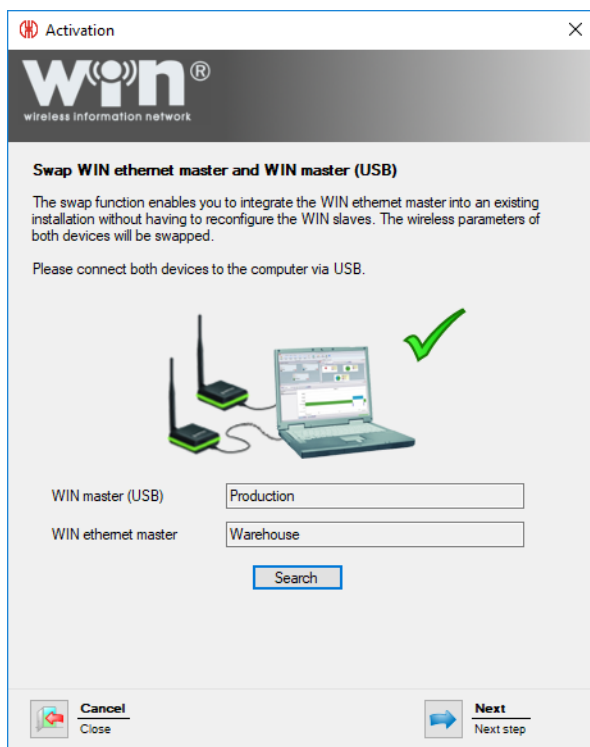 Activation
WIN®
wireless information network
Swap WIN ethernet master and WIN master (USB)
The swap function enables you to integrate the WIN ethernet master into an existing
installation without having to reconfigure the WIN slaves. The wireless parameters of
both devices will be swapped.
Please connect both devices to the computer via USB.
WIN master (USB)
Production
WIN ethernet master
Warehouse
Search
Cancel
Close
Next
Next step